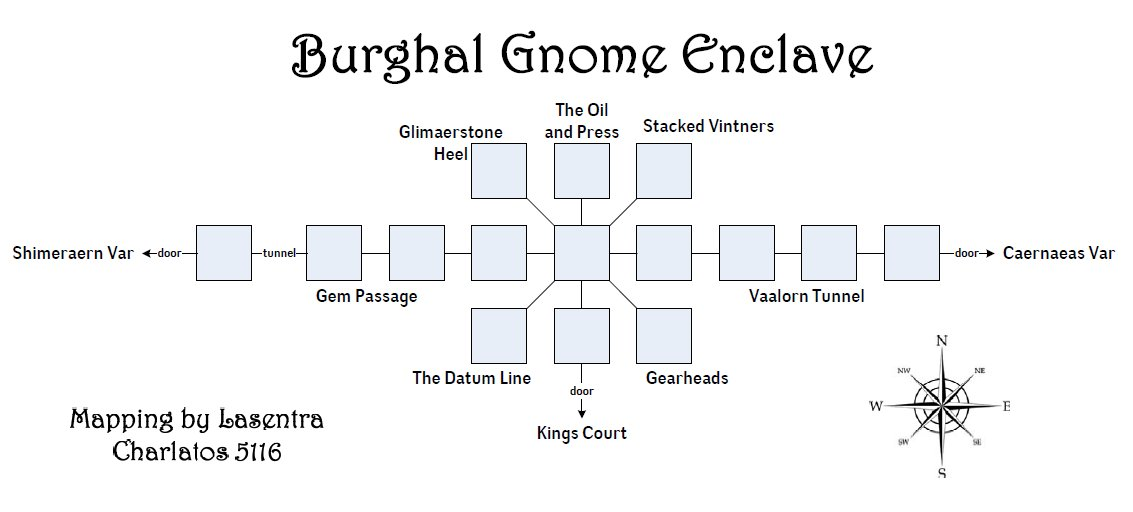 Burghal Gnome Enclave
Glimaerstone
Heel
The Oil
and Press
Stacked Vintners
Shimeraern Var
door
tunnel
door
Caernaeas Var
Gem Passage
Vaalorn Tunnel
The Datum Line
Gearheads
door
Kings Court
Mapping by Lasentra
Charlatos 5116
N
NW
NE
W
E
SW
SE
S